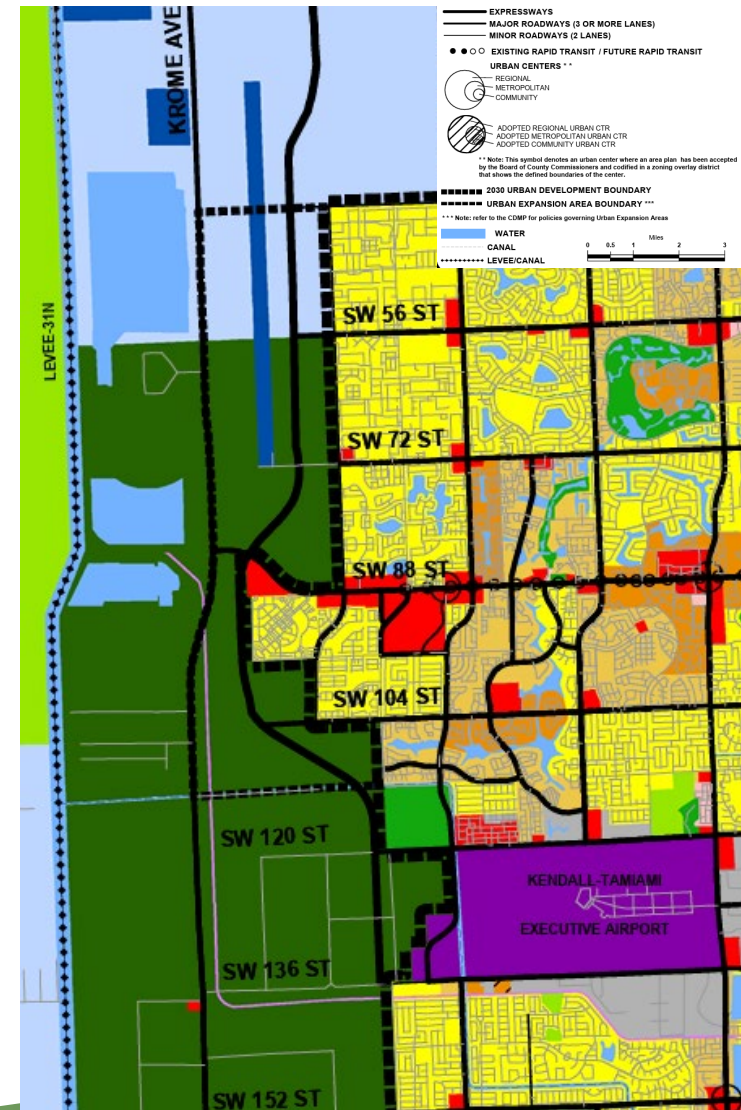 EXPRESSWAYS
MAJOR ROADWAYS (3 OR MORE LANES)
MINOR ROADWAYS (2 LANES)
EXISTING RAPID TRANSIT / FUTURE RAPID TRANSIT
URBAN CENTERS * *
REGIONAL
METROPOLITAN
COMMUNITY
ADOPTED REGIONAL URBAN CTR
ADOPTED METROPOLITAN URBAN CTR
ADOPTED COMMUNITY URBAN CTR
* * Note: This symbol denotes an urban center where an area plan has been accepted
by the Board of County Commissioners and codified in a zoning overlay district
that shows the defined boundaries of the center.
2030 URBAN DEVELOPMENT BOUNDARY
URBAN EXPANSION AREA BOUNDARY ***
* * * Note: refer to the CDMP for policies governing Urban Expansion Areas
WATER
CANAL
LEVEE/CANAL
Miles
0 0.5 1 2 3
KROME AVE
LEVEE-31N
SW 56 ST
SW 72 ST
SW 88 ST
SW 104 ST
SW 120 ST
KENDALL-TAMIAMI
EXECUTIVE AIRPORT
SW 136 ST
SW 152 ST